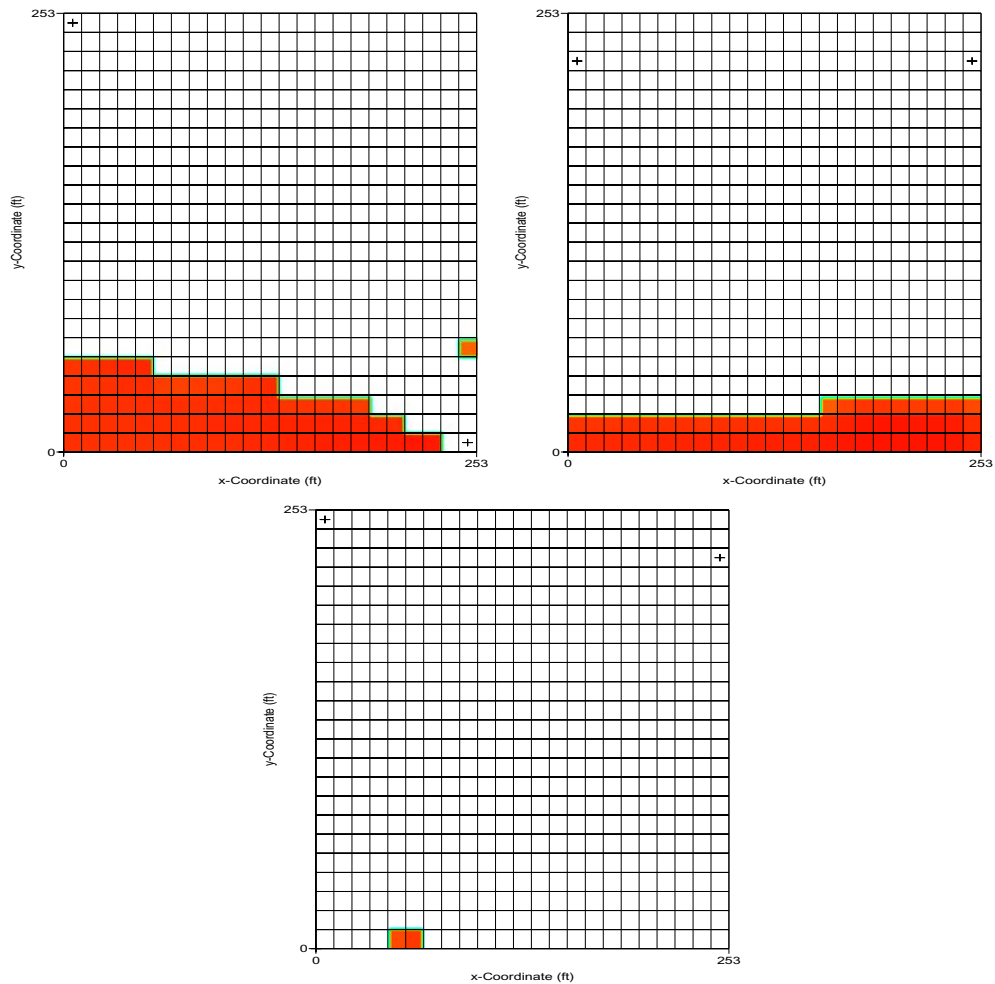 253
y-Coordinate (ft)
0
0
253
x-Coordinate (ft)
253
y-Coordinate (ft)
0
0
253
x-Coordinate (ft)
253
y-Coordinate (ft)
0
0
253
x-Coordinate (ft)